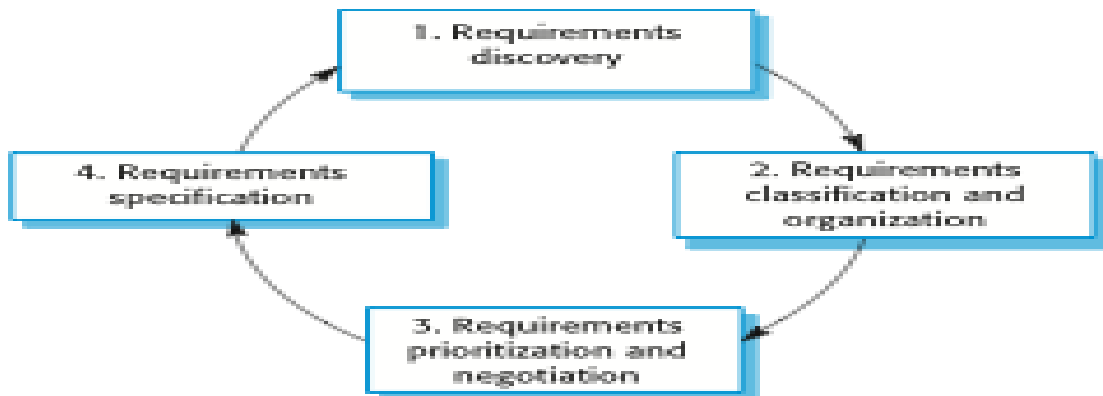 1. Requirements
discovery
2. Requirements
classification and
organization
3. Requirements
prioritization and
negotiation
4. Requirements
specification